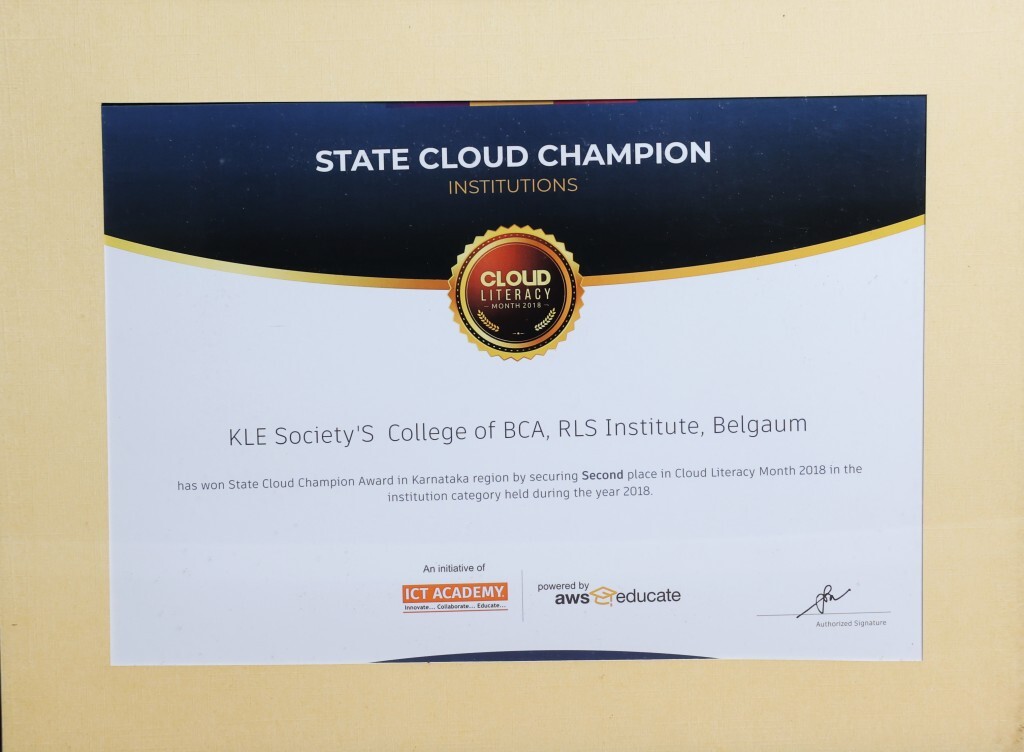 STATE CLOUD CHAMPION
INSTITUTIONS
CLOUD
LITERACY
MONTH 2018
KLE Society'S College of BCA, RLS Institute, Belgaum
has won State Cloud Champion Award in Karnataka region by securing Second place in Cloud Literacy Month 2018 in the
institution category held during the year 2018.
An initiative of
ICT ACADEMY
Innovate... Collaborate... Educate...
powered by
aws educate
Authorized Signature